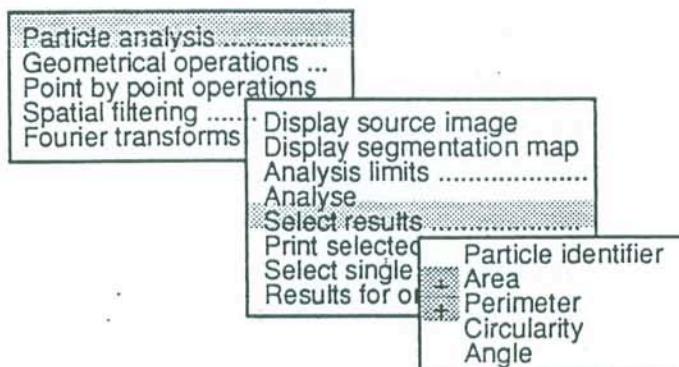 Particle analysis ...............
Geometrical operations ...
Point by point operations
Spatial filtering .......
Fourier transforms
Display source image
Display segmentation map
Analysis limits .....................
Analyse
Select results .....................
Print selected
Select single
Results for
Particle identifier
+ Area
+ Perimeter
Circularity
Angle